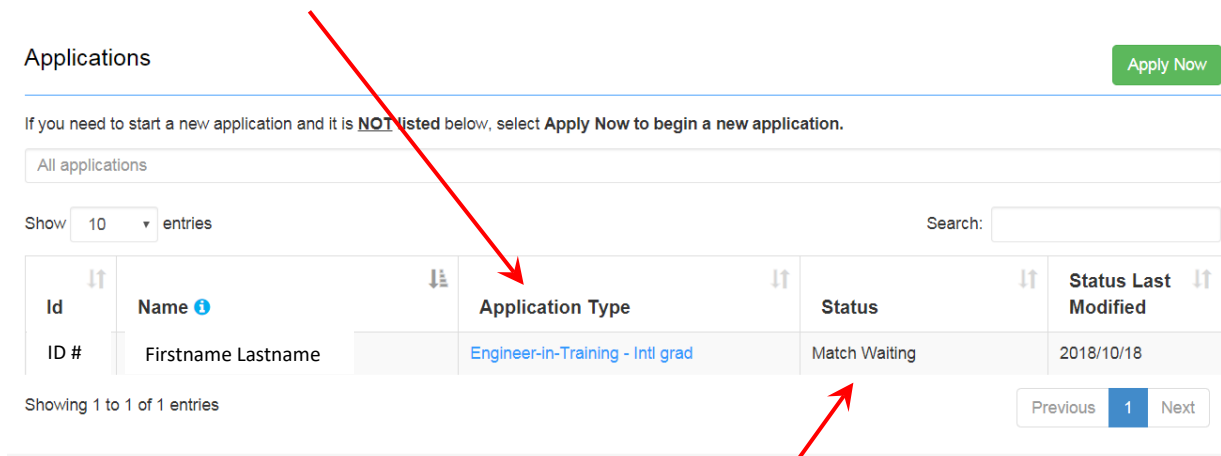 Applications
Apply Now
If you need to start a new application and it is NOT listed below, select Apply Now to begin a new application.
All applications
Show 10 entries
Search:
Id Name Application Type Status Status Last Modified
ID # Firstname Lastname Engineer-in-Training - Intl grad Match Waiting 2018/10/18
Showing 1 to 1 of 1 entries
Previous 1 Next